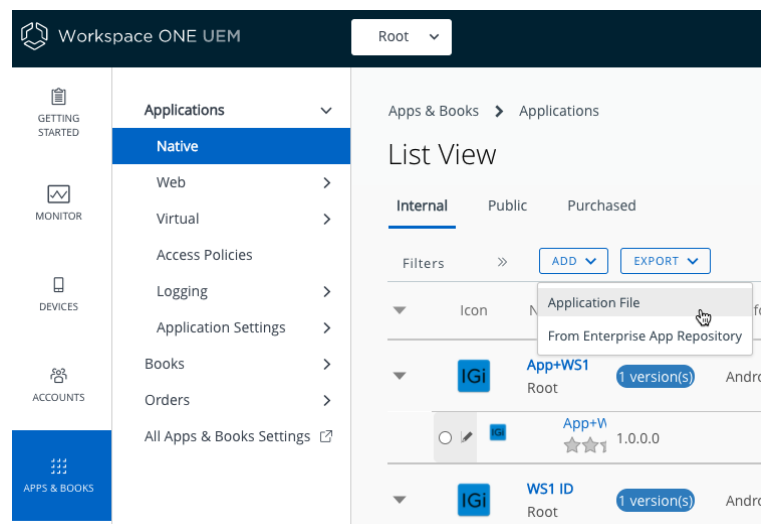 Workspace ONE UEM
Root
GETTING
STARTED
MONITOR
DEVICES
ACCOUNTS
APPS & BOOKS
Applications
Native
Web
Virtual
Access Policies
Logging
Application Settings
Books
Orders
All Apps & Books Settings
Apps & Books > Applications
List View
Internal Public Purchased
Filters » ADD EXPORT
Application File
From Enterprise App Repository
Icon
IGi App+WS1 1 version(s)
Root
IGi App+W 1.0.0.0
IGi WS1 ID 1 version(s)
Root